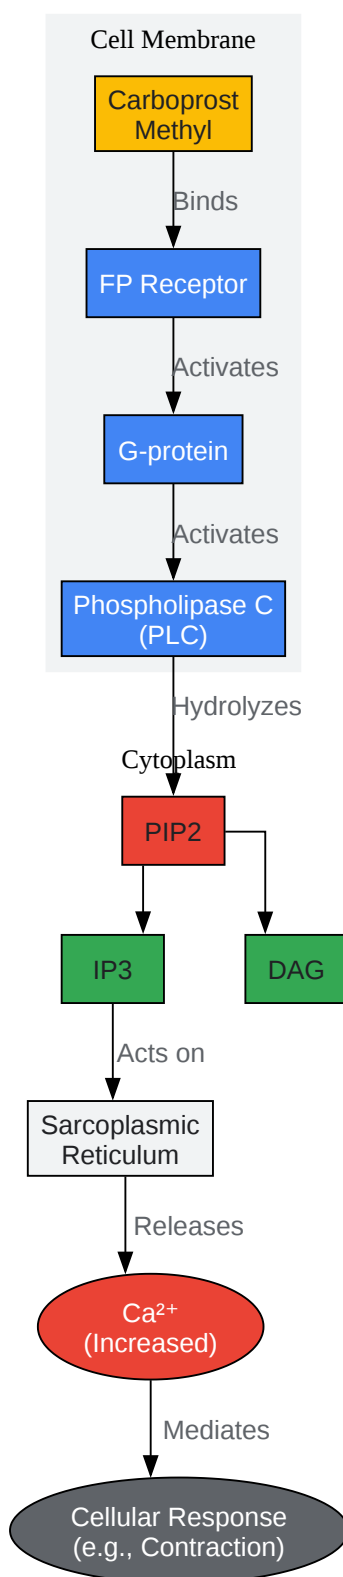 Cell Membrane
Carboprost
Methyl
Binds
FP Receptor
Activates
G-protein
Activates
Phospholipase C
(PLC)
Hydrolyzes
Cytoplasm
PIP2
IP3
DAG
Acts on
Sarcoplasmic
Reticulum
Releases
Ca²⁺
(Increased)
Mediates
Cellular Response
(e.g., Contraction)